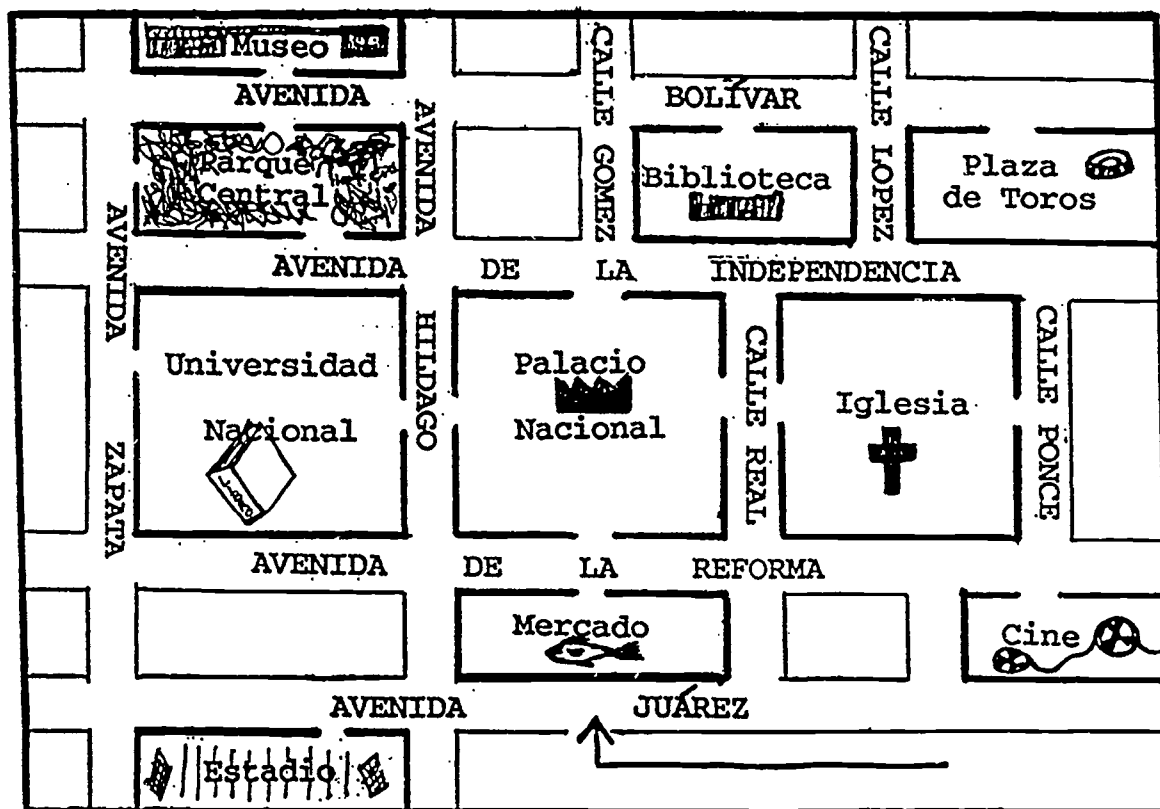 Museo
AVENIDA BOLÍVAR
CALLE GOMEZ
CALLE LOPEZ
AVENIDA HILDAGO
Parque
Central
Biblioteca
Plaza
de Toros
AVENIDA ZAPATA
AVENIDA DE LA INDEPENDENCIA
Universidad
Nacional
Palacio
Nacional
CALLE REAL
Iglesia
CALLE PONCE
AVENIDA DE LA REFORMA
Mercado
Cine
AVENIDA JUÁREZ
Estadio